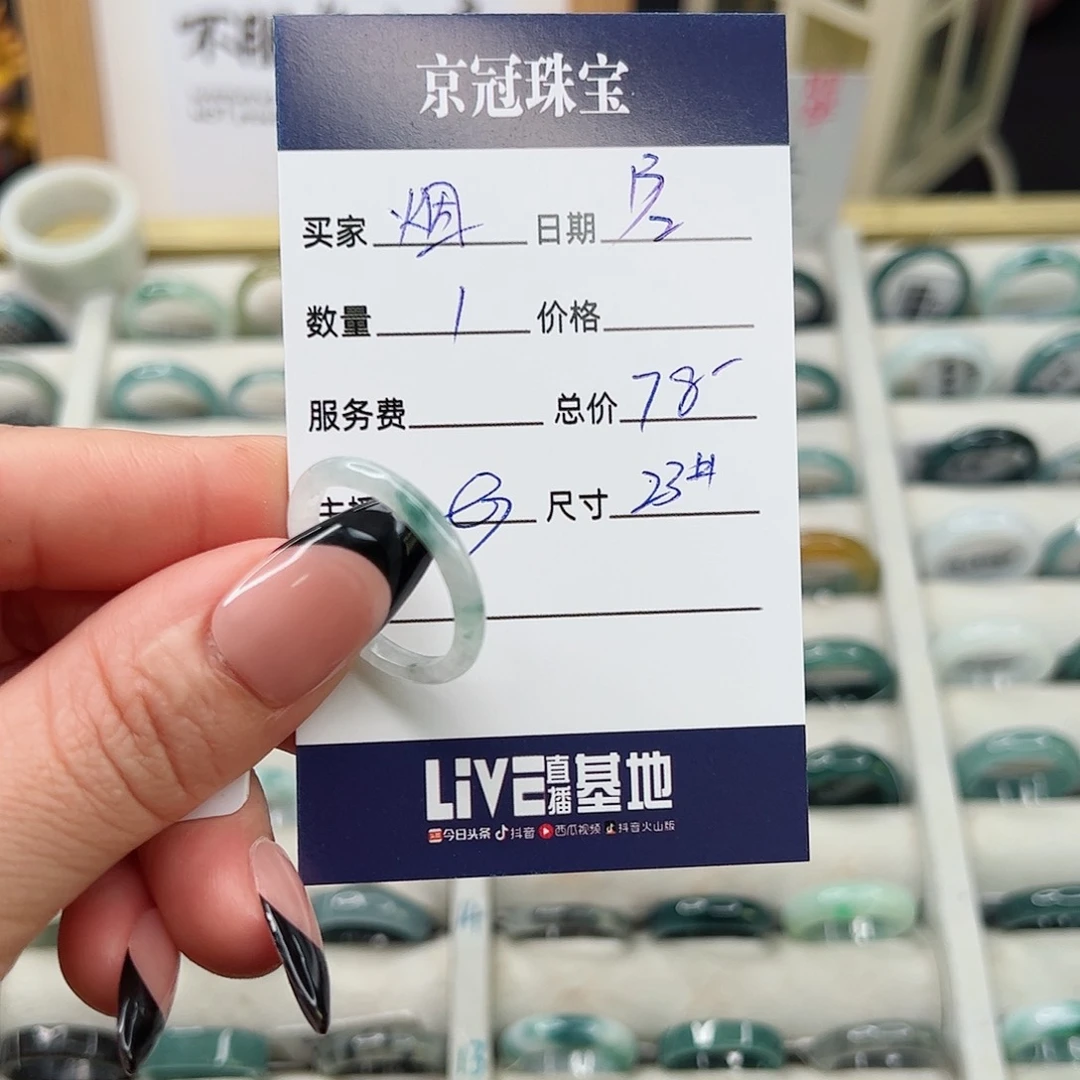 京冠珠宝
买家 烟 日期
数量 1 价格
服务费 总价 78-
主播 尺寸 23#
LiVE直播基地
今日头条 抖音 西瓜视频 抖音火山版